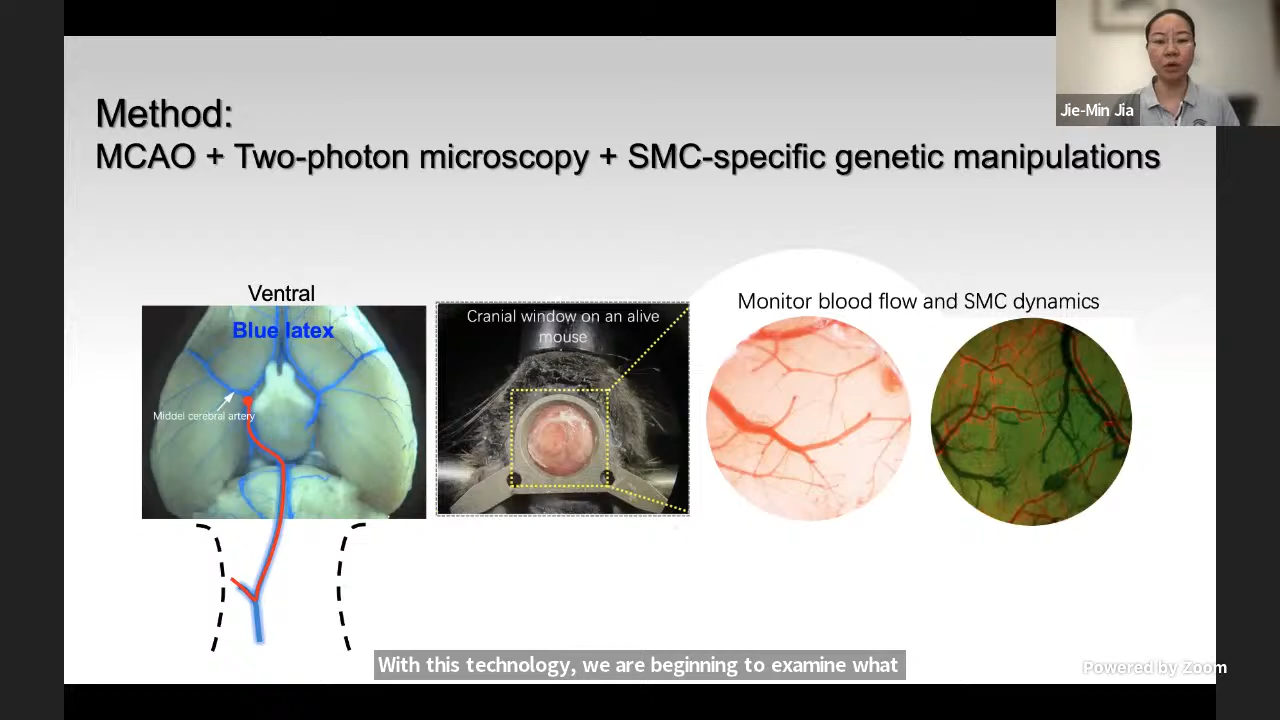 Jie-Min Jia
Method:
MCAO + Two-photon microscopy + SMC-specific genetic manipulations
Ventral
Blue latex
Middel cerebral artery
Cranial window on an alive
mouse
Monitor blood flow and SMC dynamics
With this technology, we are beginning to examine what
Powered by Zoom